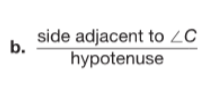 b. side adjacent to ∠C
hypotenuse